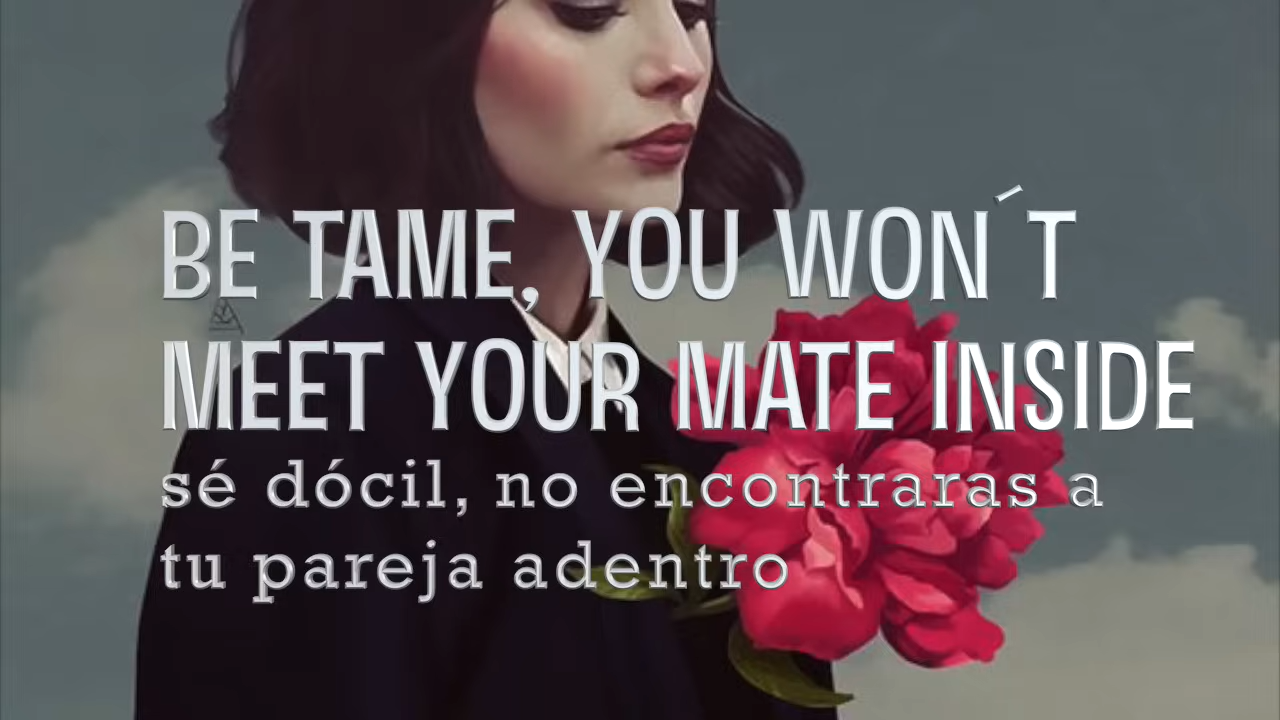 BE TAME, YOU WON´T
MEET YOUR MATE INSIDE
sé dócil, no encontraras a
tu pareja adentro